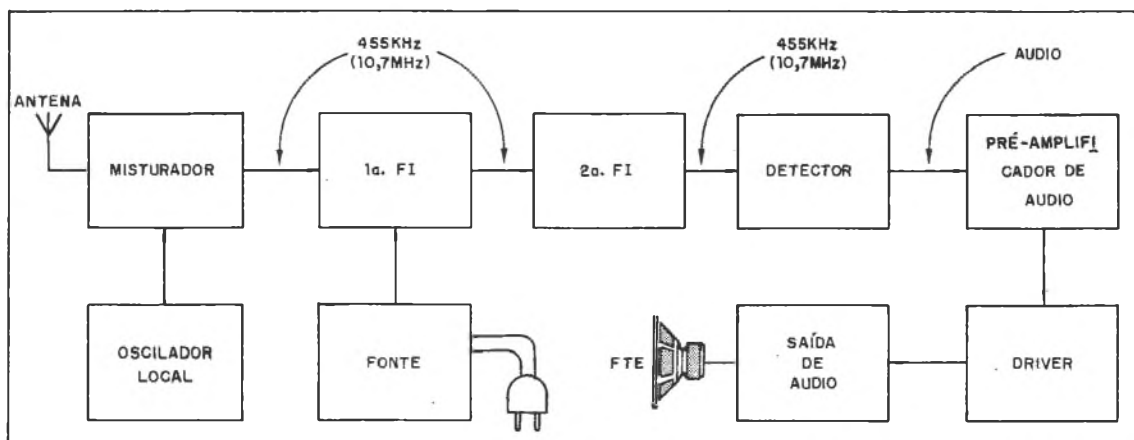 455KHz
(10,7MHz)
455KHz
(10,7MHz)
AUDIO
ANTENA
MISTURADOR
1a. FI
2a. FI
DETECTOR
PRÉ-AMPLIFI
CADOR DE
AUDIO
OSCILADOR
LOCAL
FONTE
FTE
SAÍDA
DE
AUDIO
DRIVER